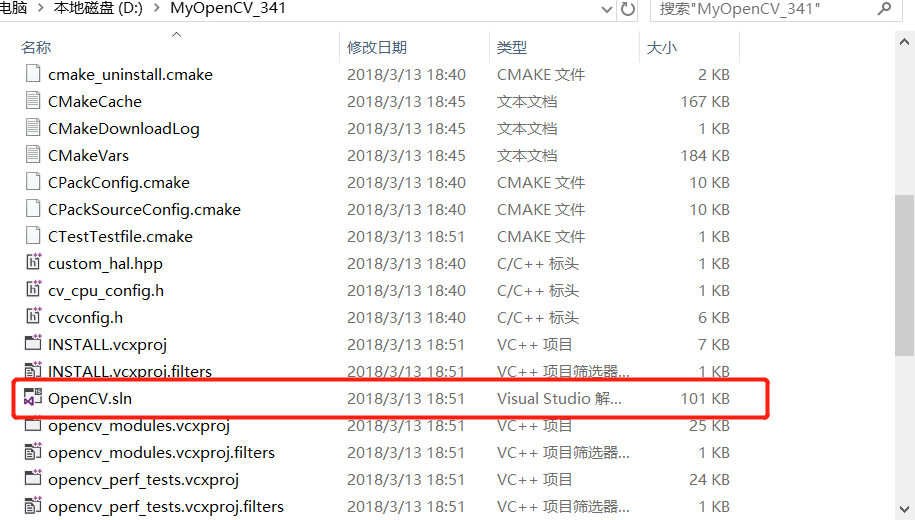 电脑 › 本地磁盘 (D:) › MyOpenCV_341 搜索"MyOpenCV_341"
名称 修改日期 类型 大小
cmake_uninstall.cmake 2018/3/13 18:40 CMAKE 文件 2 KB
CMakeCache 2018/3/13 18:45 文本文档 167 KB
CMakeDownloadLog 2018/3/13 18:45 文本文档 1 KB
CMakeVars 2018/3/13 18:45 文本文档 184 KB
CPackConfig.cmake 2018/3/13 18:40 CMAKE 文件 10 KB
CPackSourceConfig.cmake 2018/3/13 18:40 CMAKE 文件 10 KB
CTestTestfile.cmake 2018/3/13 18:51 CMAKE 文件 1 KB
custom_hal.hpp 2018/3/13 18:40 C/C++ 标头 1 KB
cv_cpu_config.h 2018/3/13 18:40 C/C++ 标头 1 KB
cvconfig.h 2018/3/13 18:40 C/C++ 标头 6 KB
INSTALL.vcxproj 2018/3/13 18:51 VC++ 项目 7 KB
INSTALL.vcxproj.filters 2018/3/13 18:51 VC++ 项目筛选器... 1 KB
OpenCV.sln 2018/3/13 18:51 Visual Studio 解... 101 KB
opencv_modules.vcxproj 2018/3/13 18:51 VC++ 项目 25 KB
opencv_modules.vcxproj.filters 2018/3/13 18:51 VC++ 项目筛选器... 1 KB
opencv_perf_tests.vcxproj 2018/3/13 18:51 VC++ 项目 24 KB
opencv_perf_tests.vcxproj.filters 2018/3/13 18:51 VC++ 项目筛选器... 1 KB